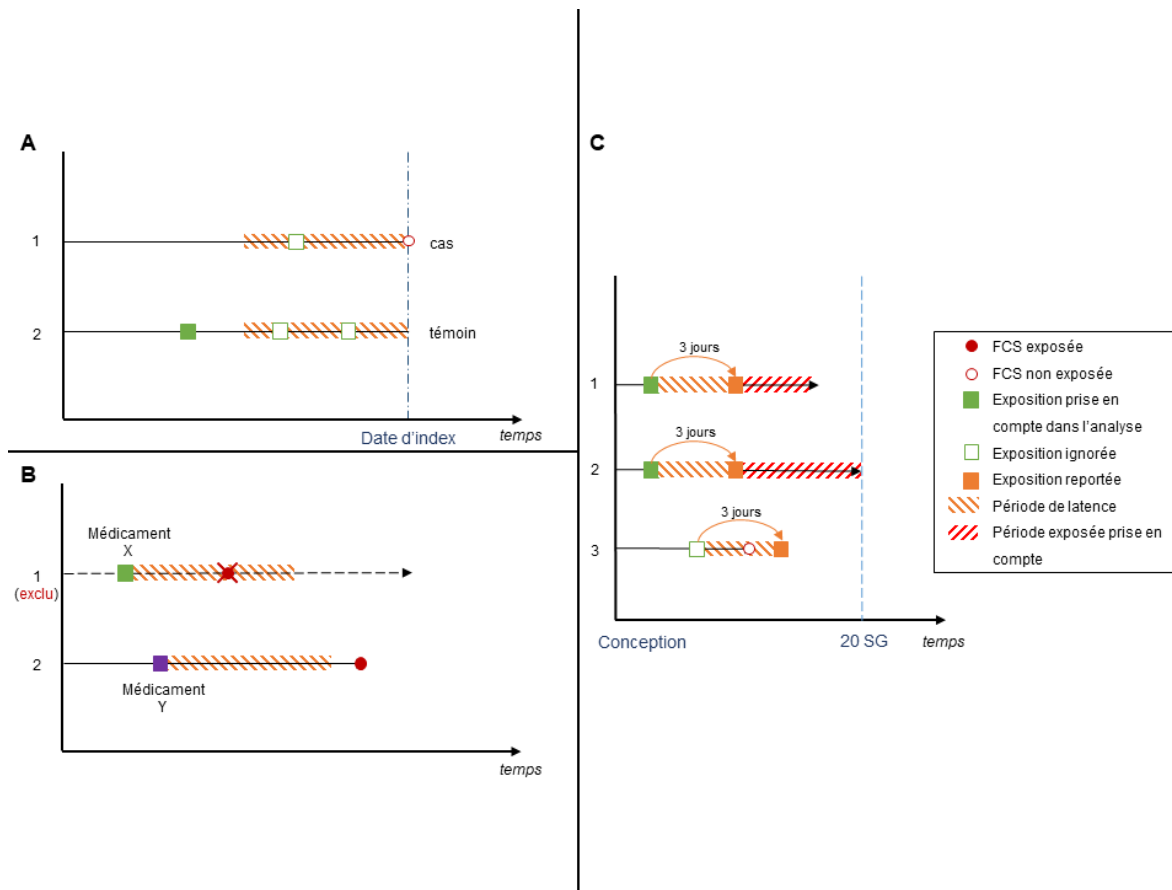 A
1
cas
2
témoin
Date d'index
temps
B
Médicament
X
1
(exclu)
2
Médicament
Y
temps
C
3 jours
1
3 jours
2
3 jours
3
Conception
20 SG
temps
FCS exposée
FCS non exposée
Exposition prise en
compte dans l'analyse
Exposition ignorée
Exposition reportée
Période de latence
Période exposée prise en
compte